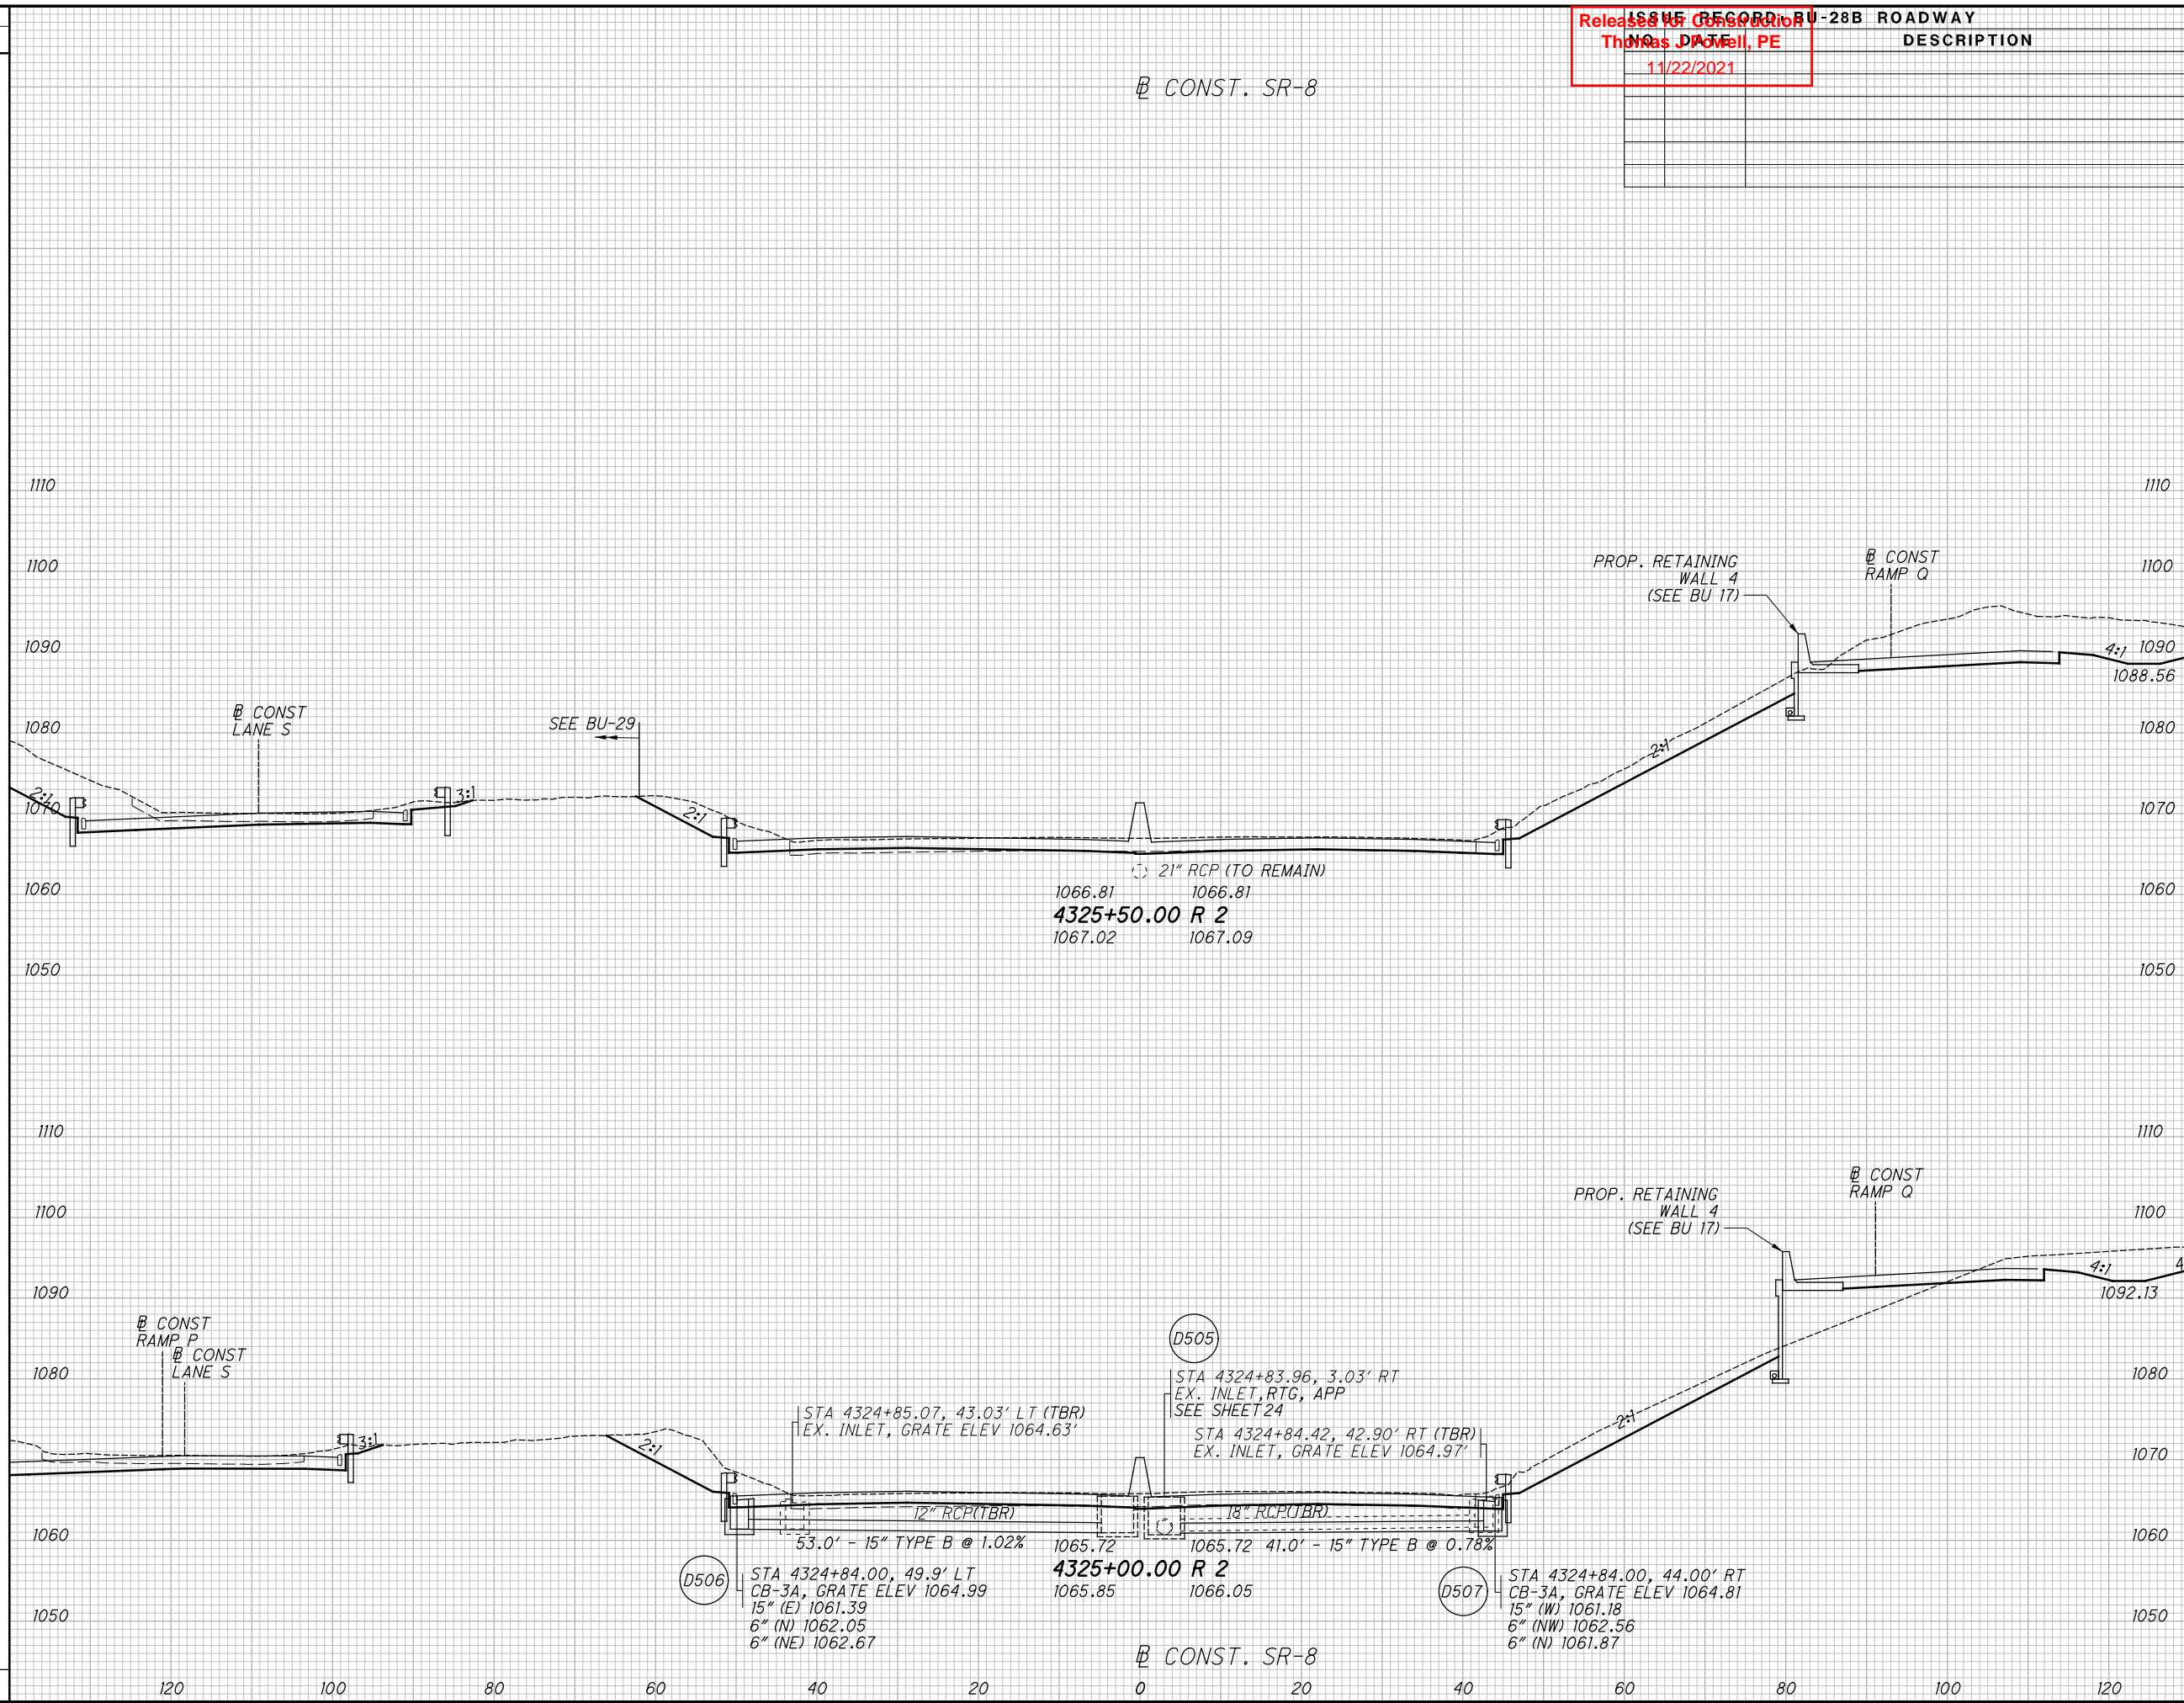 ISSUE RECORD: BU-28B ROADWAY
NO. DATE DESCRIPTION
Released for Construction
Thomas J Powell, PE
11/22/2021
℄ CONST. SR-8
1110 1110
1100 1100
1090 1090
1080 1080
1070 1070
1060 1060
1050 1050
PROP. RETAINING
WALL 4
(SEE BU 17)
℄ CONST
RAMP Q
4:1
1088.56
℄ CONST
LANE S
SEE BU-29
2:1
3:1
2:1
2:1
21" RCP (TO REMAIN)
1066.81 1066.81
4325+50.00 R 2
1067.02 1067.09
1110 1110
1100 1100
1090 1090
1080 1080
1070 1070
1060 1060
1050 1050
PROP. RETAINING
WALL 4
(SEE BU 17)
℄ CONST
RAMP Q
4:1
4
1092.13
℄ CONST
RAMP P
℄ CONST
LANE S
3:1
2:1
2:1
D505
STA 4324+83.96, 3.03' RT
EX. INLET, RTG, APP
SEE SHEET 24
STA 4324+85.07, 43.03' LT (TBR)
EX. INLET, GRATE ELEV 1064.63'
STA 4324+84.42, 42.90' RT (TBR)
EX. INLET, GRATE ELEV 1064.97'
12" RCP(TBR)
18" RCP(TBR)
53.0' - 15" TYPE B @ 1.02%
1065.72 1065.72
41.0' - 15" TYPE B @ 0.78%
4325+00.00 R 2
1065.85 1066.05
D506
STA 4324+84.00, 49.9' LT
CB-3A, GRATE ELEV 1064.99
15" (E) 1061.39
6" (N) 1062.05
6" (NE) 1062.67
D507
STA 4324+84.00, 44.00' RT
CB-3A, GRATE ELEV 1064.81
15" (W) 1061.18
6" (NW) 1062.56
6" (N) 1061.87
℄ CONST. SR-8
120 100 80 60 40 20 0 20 40 60 80 100 120